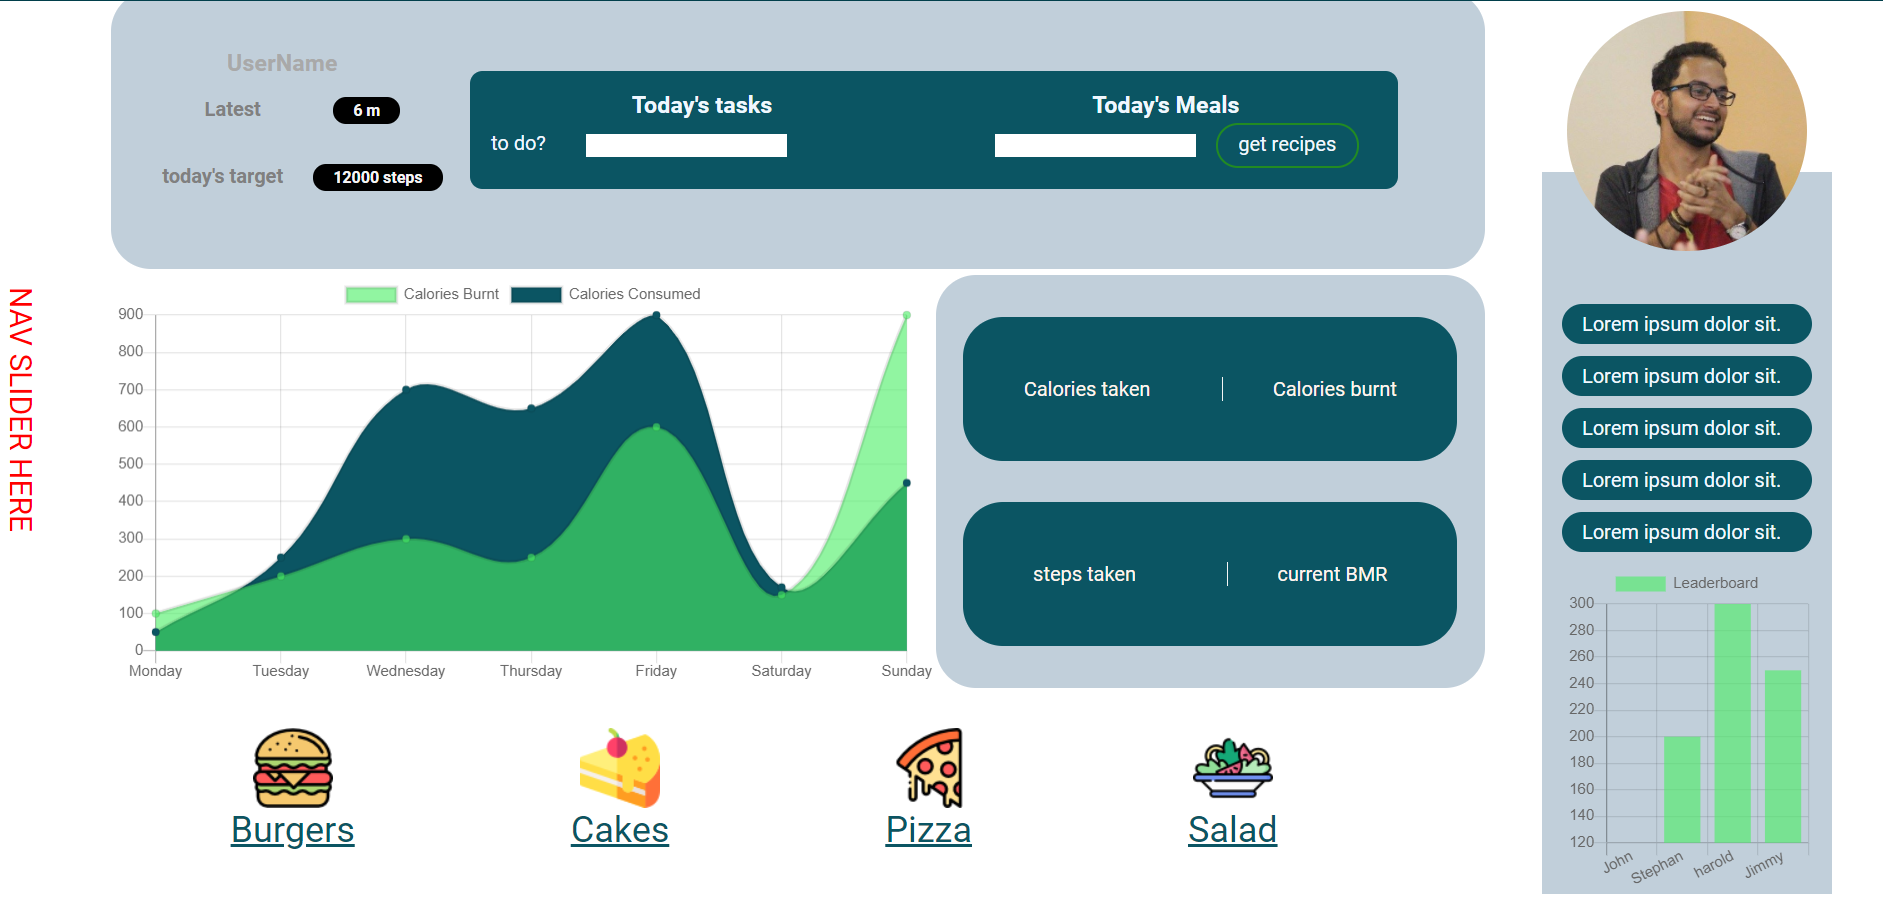 UserName
Latest
6 m
today's target
12000 steps
Today's tasks
to do?
Today's Meals
get recipes
NAV SLIDER HERE
Calories Burnt
Calories Consumed
900
800
700
600
500
400
300
200
100
0
Monday
Tuesday
Wednesday
Thursday
Friday
Saturday
Sunday
Calories taken
Calories burnt
steps taken
current BMR
Burgers
Cakes
Pizza
Salad
Lorem ipsum dolor sit.
Lorem ipsum dolor sit.
Lorem ipsum dolor sit.
Lorem ipsum dolor sit.
Lorem ipsum dolor sit.
Leaderboard
300
280
260
240
220
200
180
160
140
120
John
Stephan
harold
Jimmy